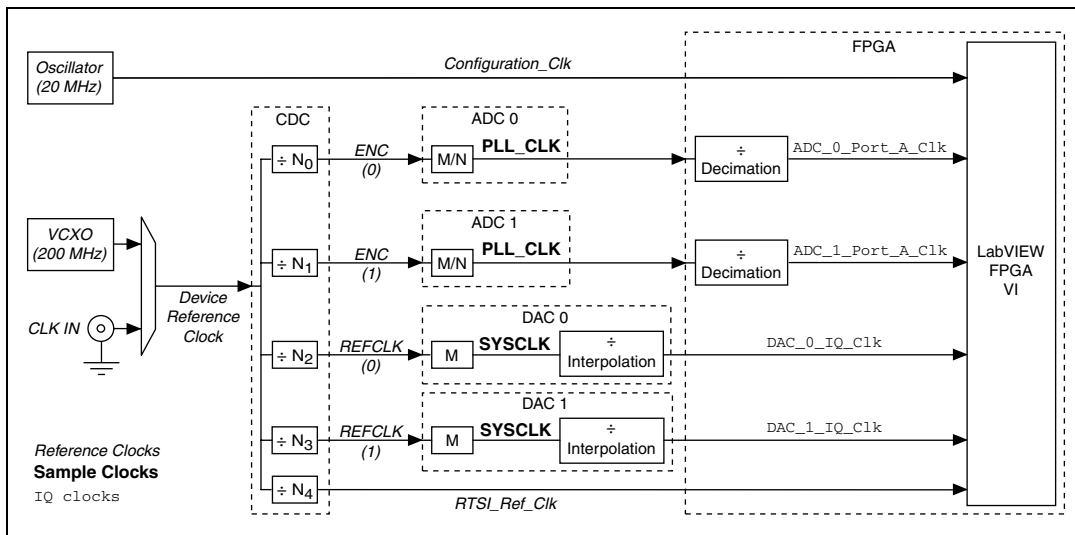 FPGA
Oscillator
(20 MHz)
Configuration_Clk
CDC
ADC 0
÷ N0
ENC
(0)
M/N
PLL_CLK
÷
Decimation
ADC_0_Port_A_Clk
VCXO
(200 MHz)
ADC 1
÷ N1
ENC
(1)
M/N
PLL_CLK
÷
Decimation
ADC_1_Port_A_Clk
LabVIEW
FPGA
VI
Device
Reference
Clock
CLK IN
DAC 0
÷ N2
REFCLK
(0)
M
SYSCLK
÷
Interpolation
DAC_0_IQ_Clk
DAC 1
÷ N3
REFCLK
(1)
M
SYSCLK
÷
Interpolation
DAC_1_IQ_Clk
÷ N4
RTSI_Ref_Clk
Reference Clocks
Sample Clocks
IQ clocks